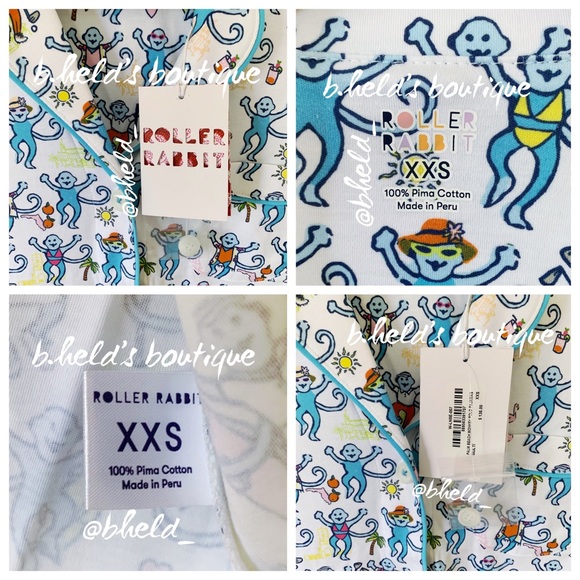 b.held's boutique
@bheld_
ROLLER
RABBIT
b.held's boutique
@bheld_
ROLLER
RABBIT
XXS
100% Pima Cotton
Made in Peru
b.held's boutique
ROLLER RABBIT
XXS
100% Pima Cotton
Made in Peru
@bheld_
b.held's boutique
XXS
@bheld_